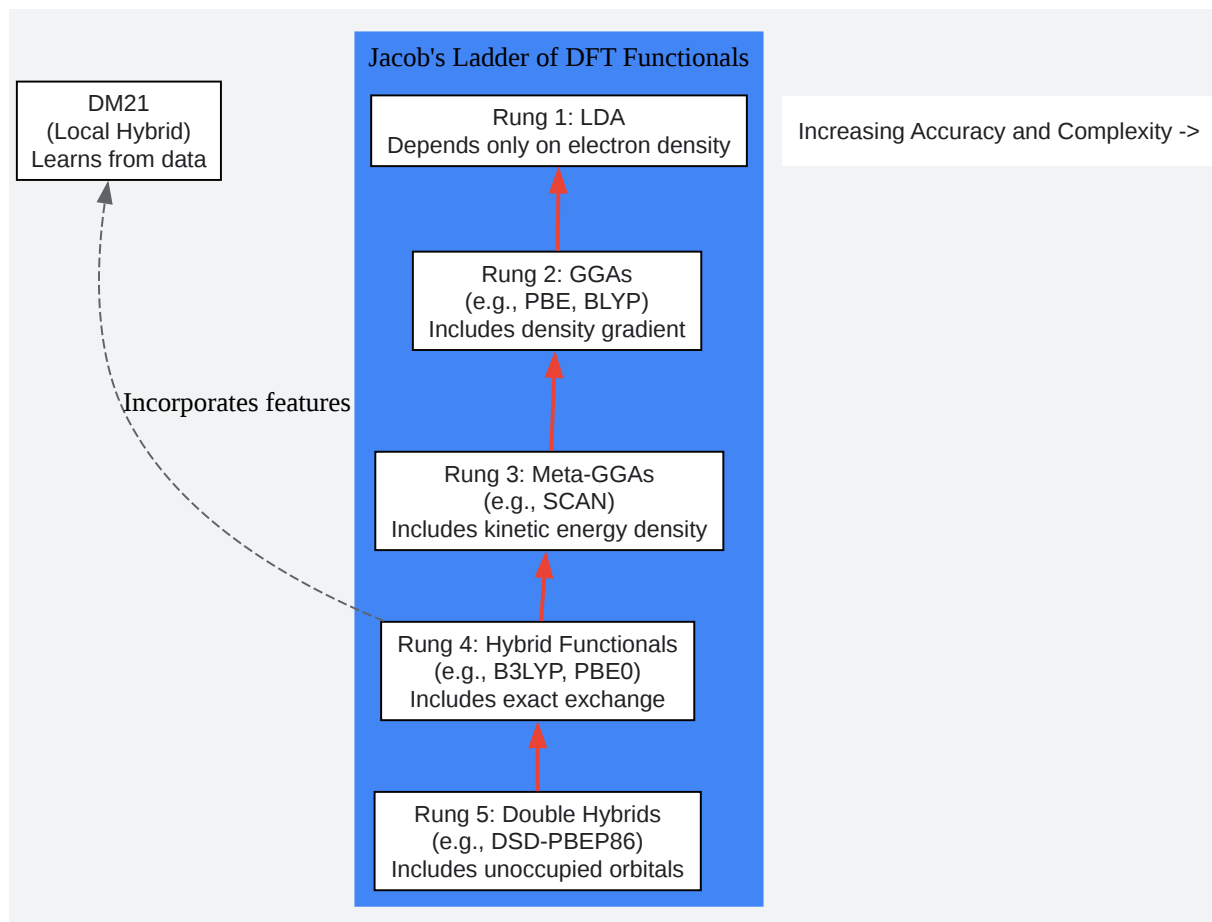 Jacob's Ladder of DFT Functionals
DM21
(Local Hybrid)
Learns from data
Rung 1: LDA
Depends only on electron density
Increasing Accuracy and Complexity ->
Rung 2: GGAs
(e.g., PBE, BLYP)
Includes density gradient
Incorporates features
Rung 3: Meta-GGAs
(e.g., SCAN)
Includes kinetic energy density
Rung 4: Hybrid Functionals
(e.g., B3LYP, PBE0)
Includes exact exchange
Rung 5: Double Hybrids
(e.g., DSD-PBEP86)
Includes unoccupied orbitals